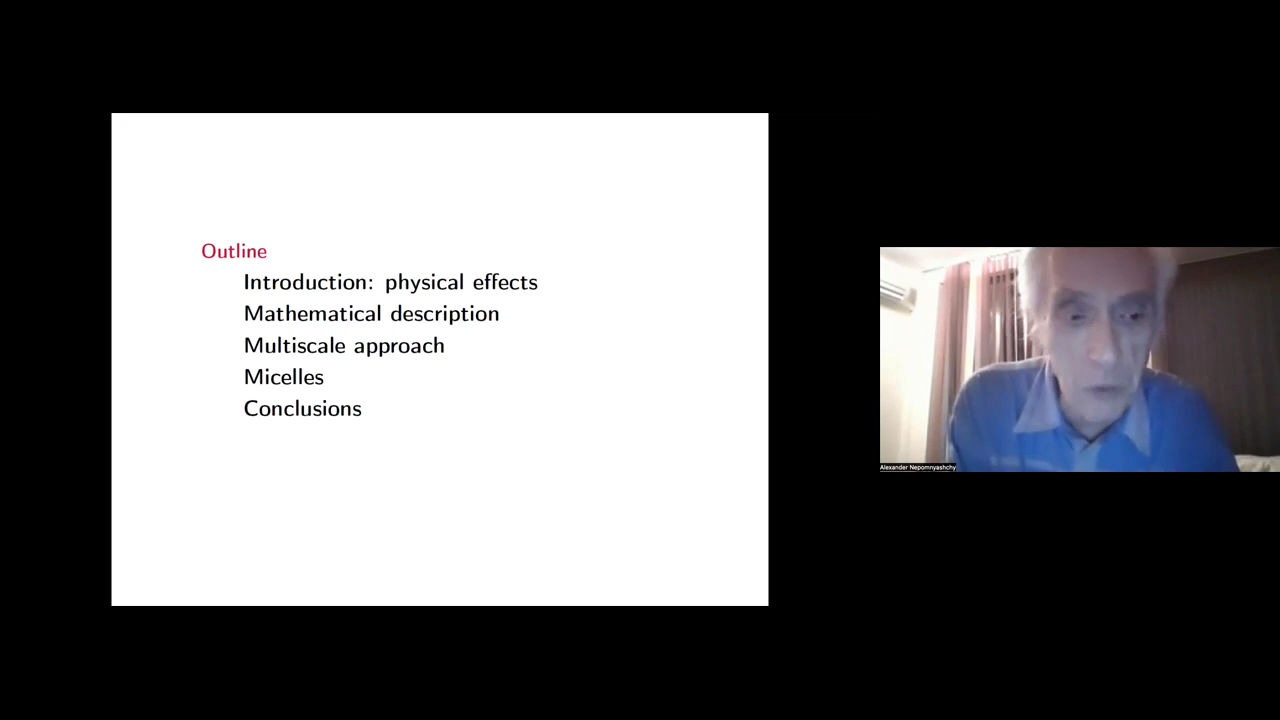 Outline
Introduction: physical effects
Mathematical description
Multiscale approach
Micelles
Conclusions
Alexander Nepomnyashchy